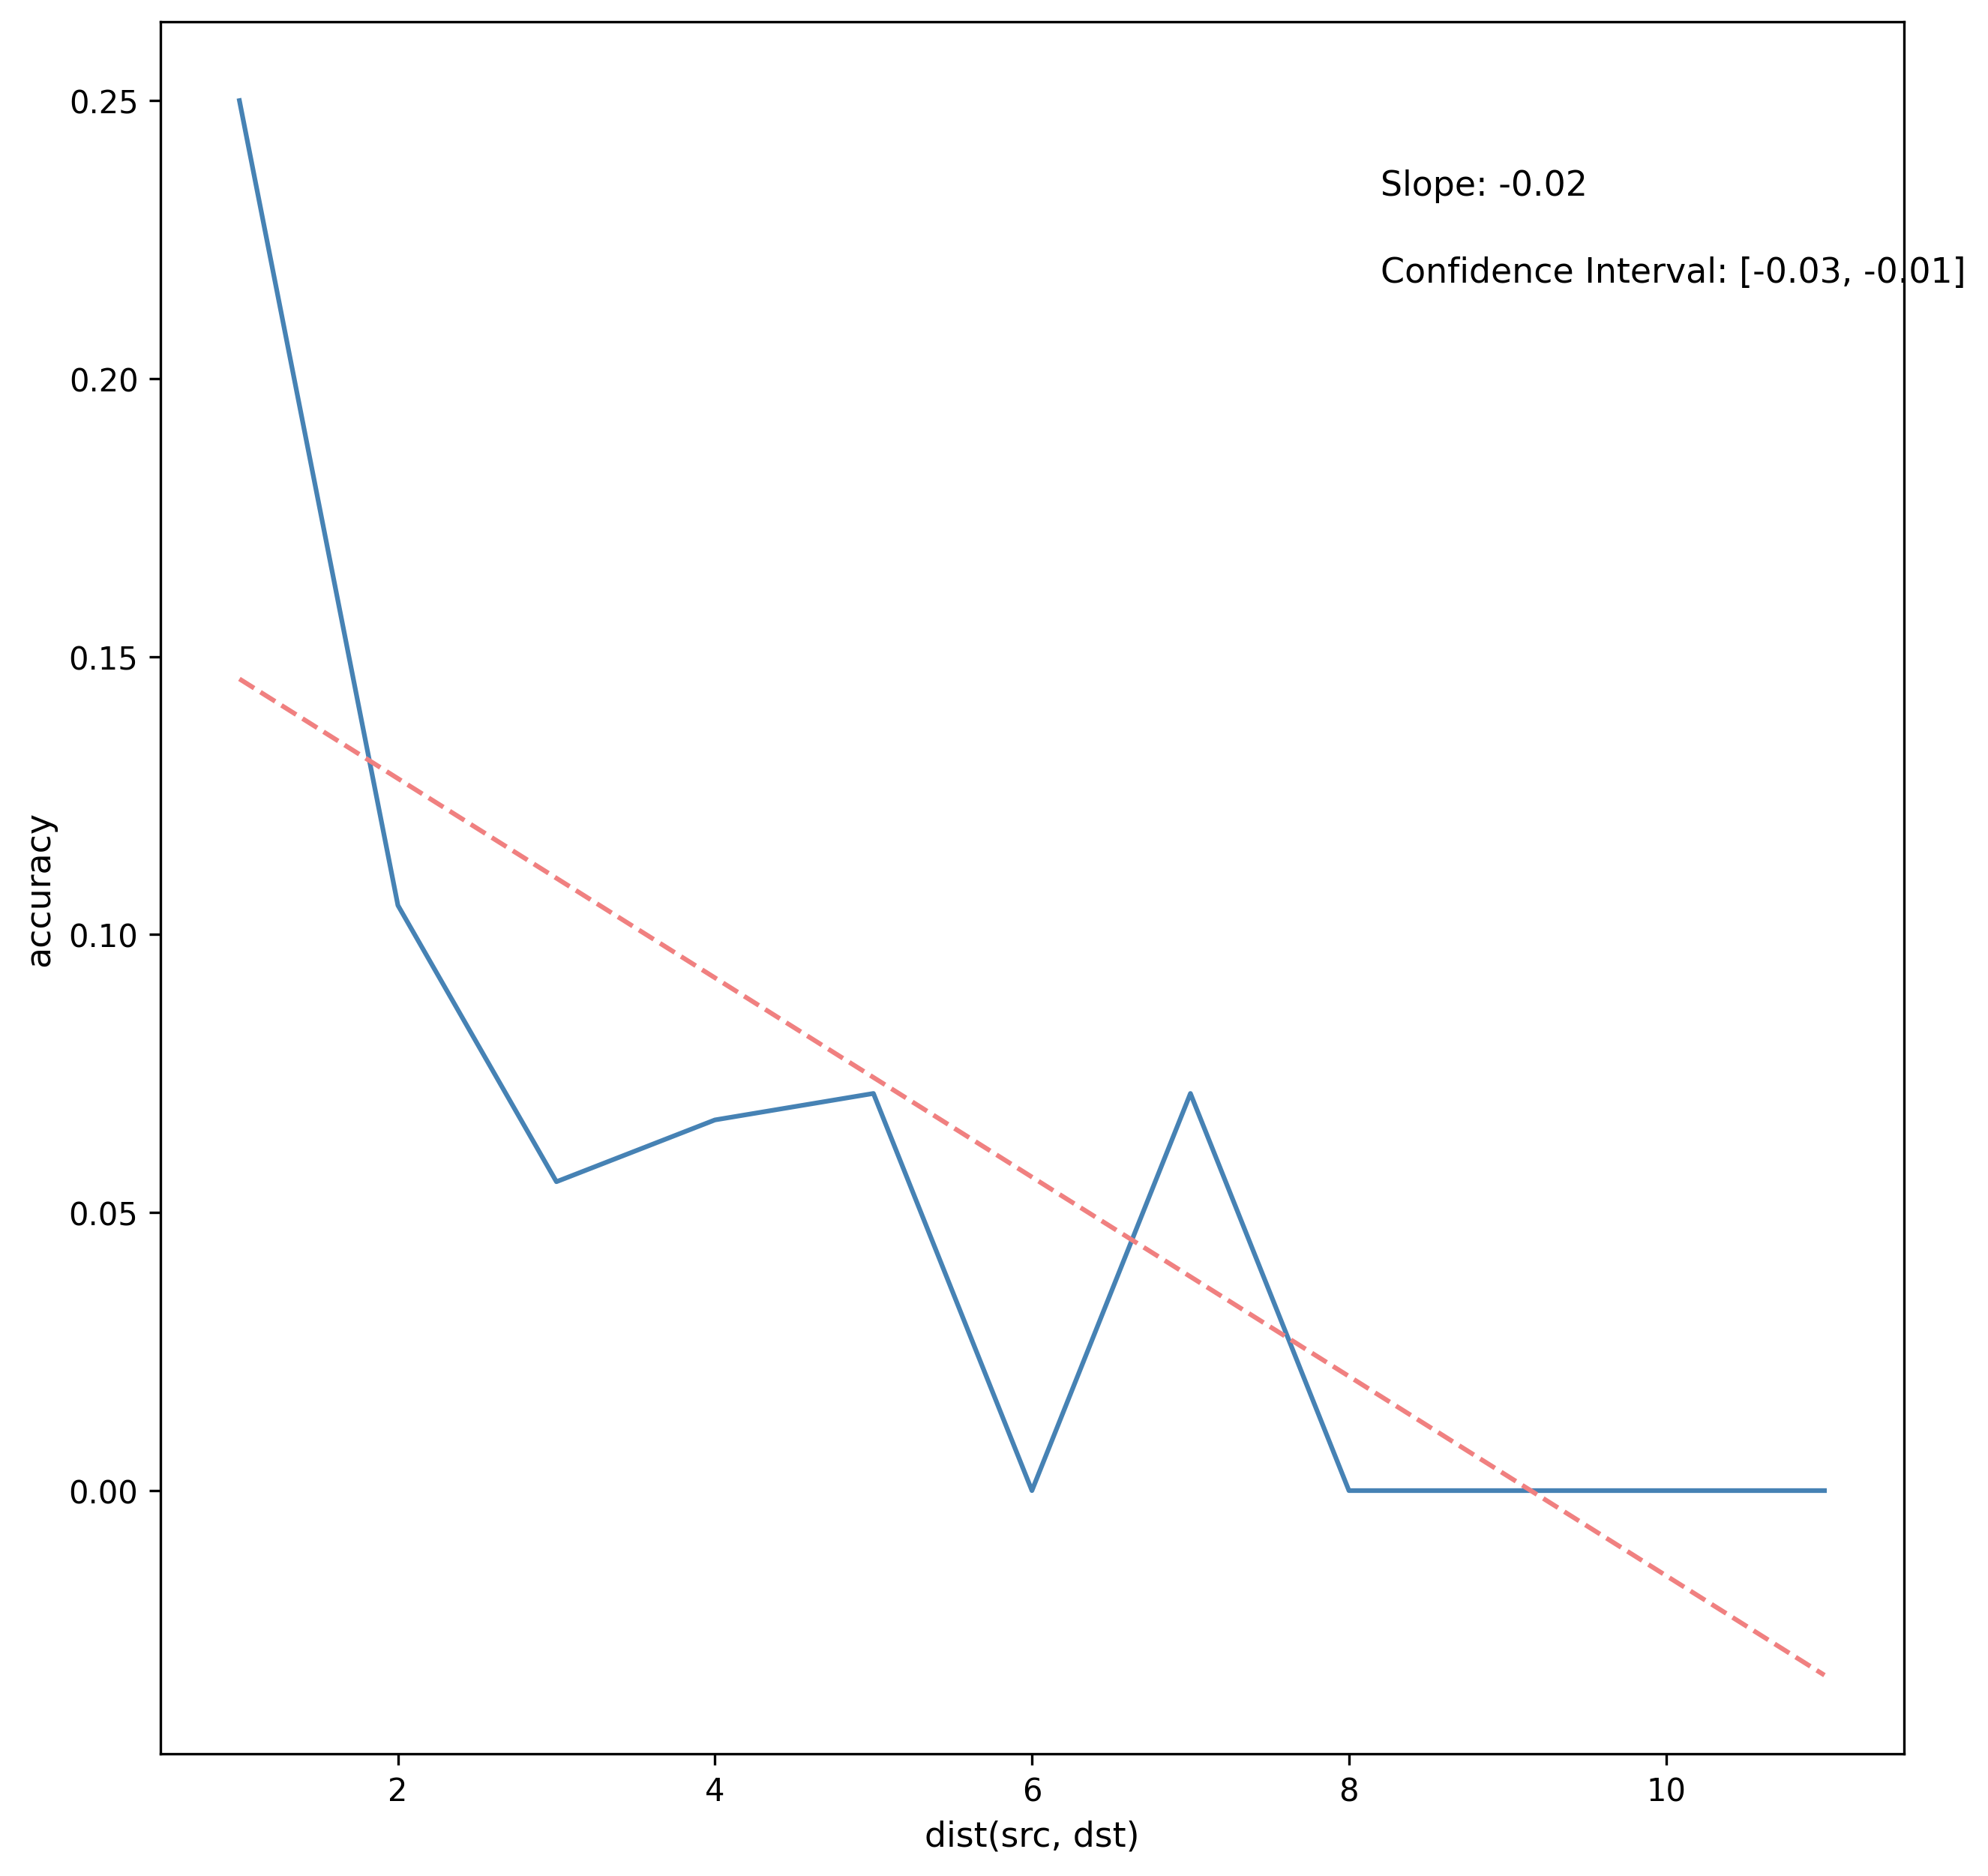 0.25
0.20
0.15
0.10
0.05
0.00
accuracy
Slope: -0.02
Confidence Interval: [-0.03, -0.01]
2 4 6 8 10
dist(src, dst)